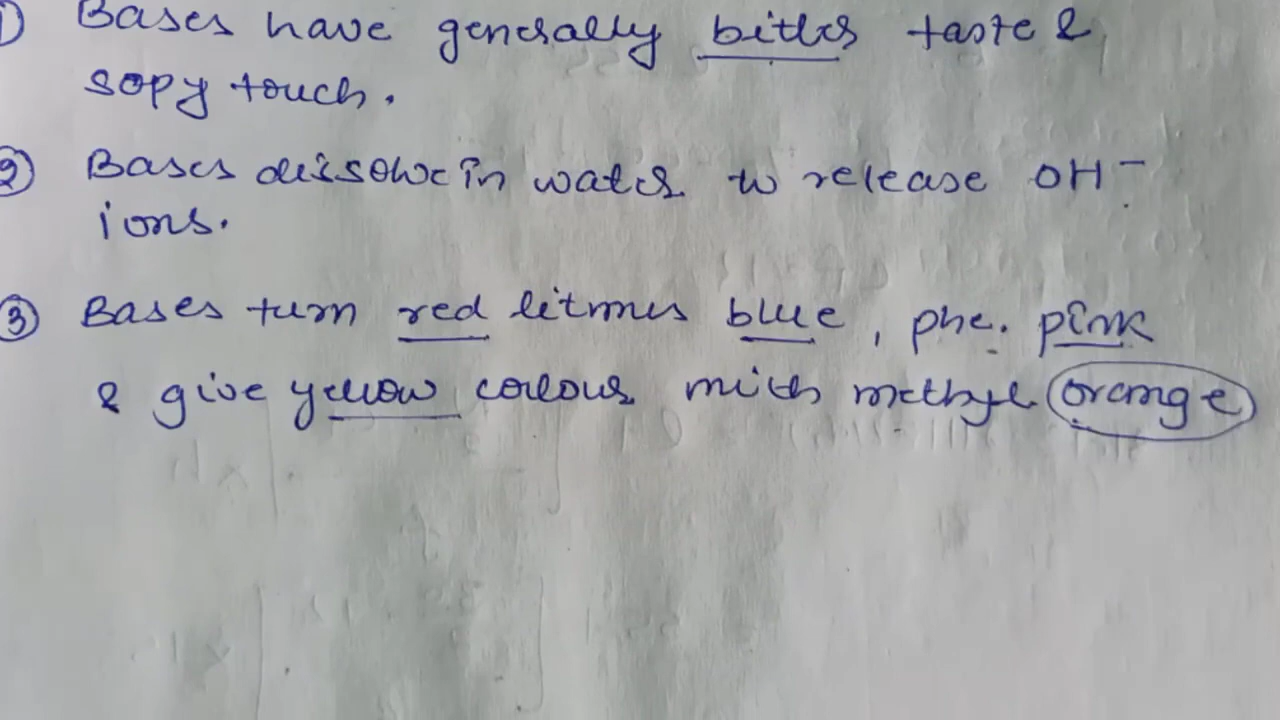 1) Bases have generally bitter taste &
sopy touch.
2) Bases dissolve in water to release OH⁻
ions.
3) Bases turn red litmus blue, phe. pink
& give yellow colour with methyl orange